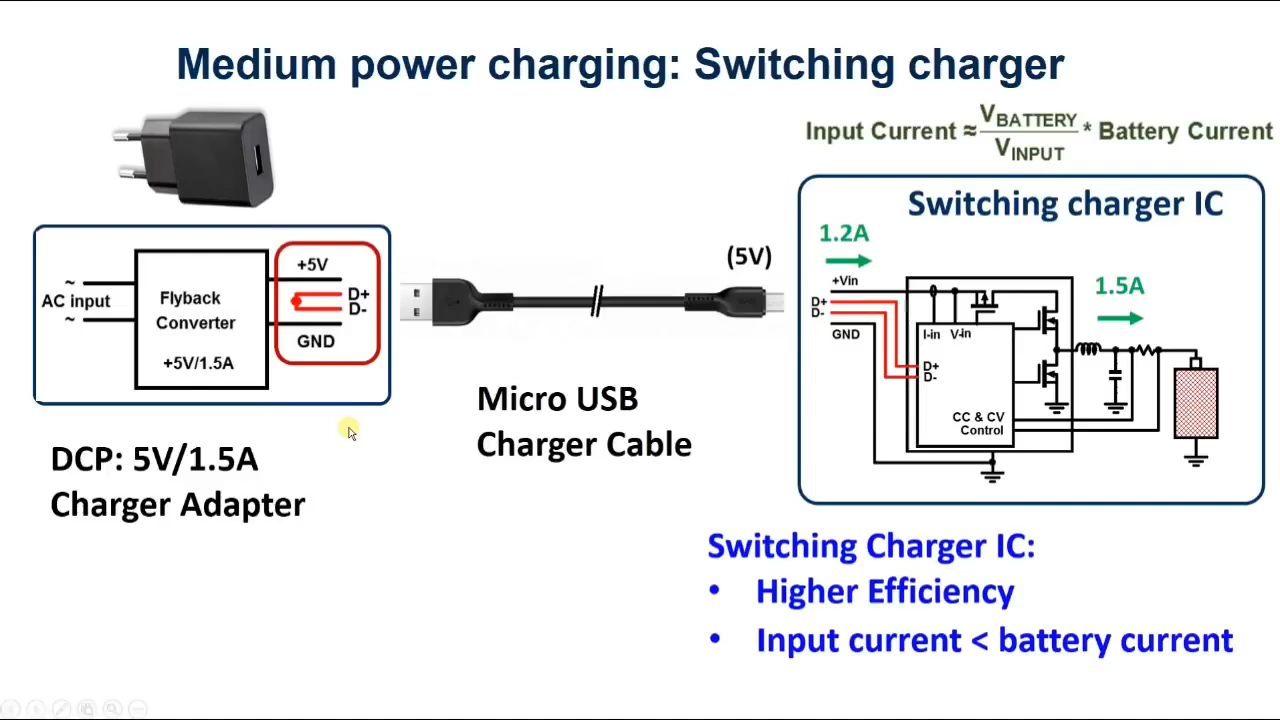 Medium power charging: Switching charger
Input Current ≈ VBATTERY / VINPUT * Battery Current
Switching charger IC
1.2A
+Vin
D+
D-
GND
I-in V-in
D+
D-
CC & CV
Control
1.5A
(5V)
+5V
D+
D-
GND
~
AC input
~
Flyback
Converter
+5V/1.5A
Micro USB
Charger Cable
DCP: 5V/1.5A
Charger Adapter
Switching Charger IC:
• Higher Efficiency
• Input current < battery current